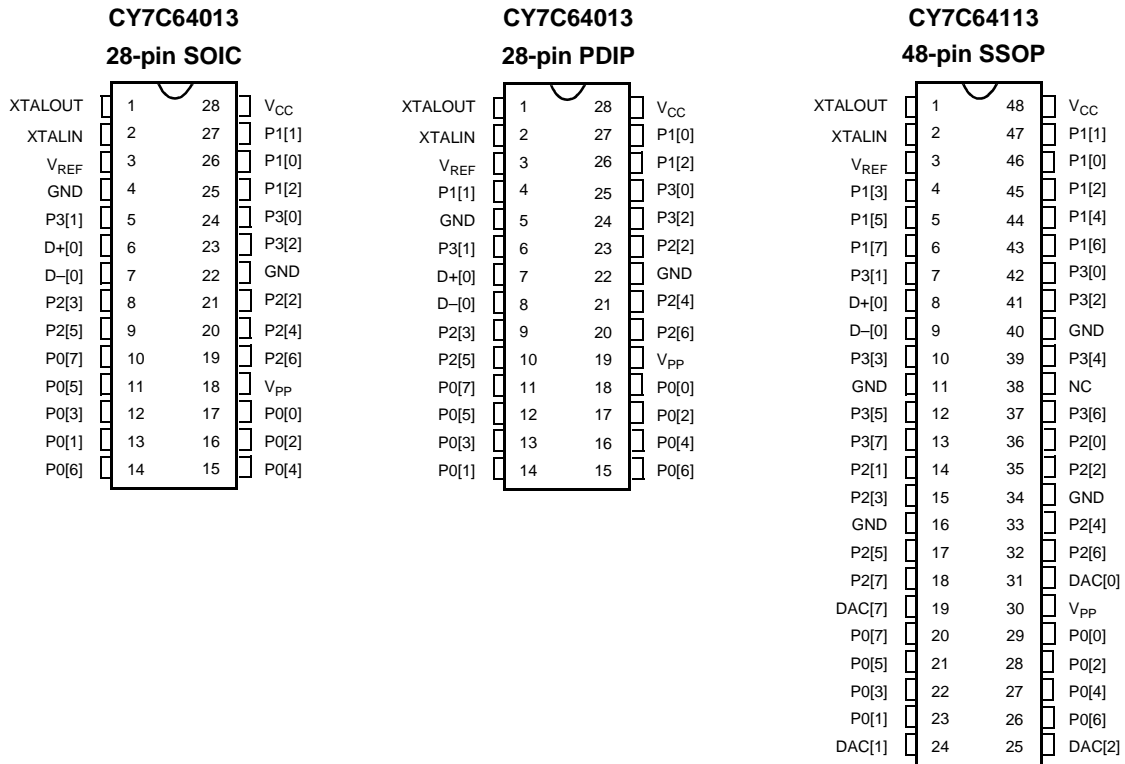 CY7C64013
28-pin SOIC
XTALOUT 1 28 VCC
XTALIN 2 27 P1[1]
VREF 3 26 P1[0]
GND 4 25 P1[2]
P3[1] 5 24 P3[0]
D+[0] 6 23 P3[2]
D–[0] 7 22 GND
P2[3] 8 21 P2[2]
P2[5] 9 20 P2[4]
P0[7] 10 19 P2[6]
P0[5] 11 18 VPP
P0[3] 12 17 P0[0]
P0[1] 13 16 P0[2]
P0[6] 14 15 P0[4]
CY7C64013
28-pin PDIP
XTALOUT 1 28 VCC
XTALIN 2 27 P1[0]
VREF 3 26 P1[2]
P1[1] 4 25 P3[0]
GND 5 24 P3[2]
P3[1] 6 23 P2[2]
D+[0] 7 22 GND
D–[0] 8 21 P2[4]
P2[3] 9 20 P2[6]
P2[5] 10 19 VPP
P0[7] 11 18 P0[0]
P0[5] 12 17 P0[2]
P0[3] 13 16 P0[4]
P0[1] 14 15 P0[6]
CY7C64113
48-pin SSOP
XTALOUT 1 48 VCC
XTALIN 2 47 P1[1]
VREF 3 46 P1[0]
P1[3] 4 45 P1[2]
P1[5] 5 44 P1[4]
P1[7] 6 43 P1[6]
P3[1] 7 42 P3[0]
D+[0] 8 41 P3[2]
D–[0] 9 40 GND
P3[3] 10 39 P3[4]
GND 11 38 NC
P3[5] 12 37 P3[6]
P3[7] 13 36 P2[0]
P2[1] 14 35 P2[2]
P2[3] 15 34 GND
GND 16 33 P2[4]
P2[5] 17 32 P2[6]
P2[7] 18 31 DAC[0]
DAC[7] 19 30 VPP
P0[7] 20 29 P0[0]
P0[5] 21 28 P0[2]
P0[3] 22 27 P0[4]
P0[1] 23 26 P0[6]
DAC[1] 24 25 DAC[2]